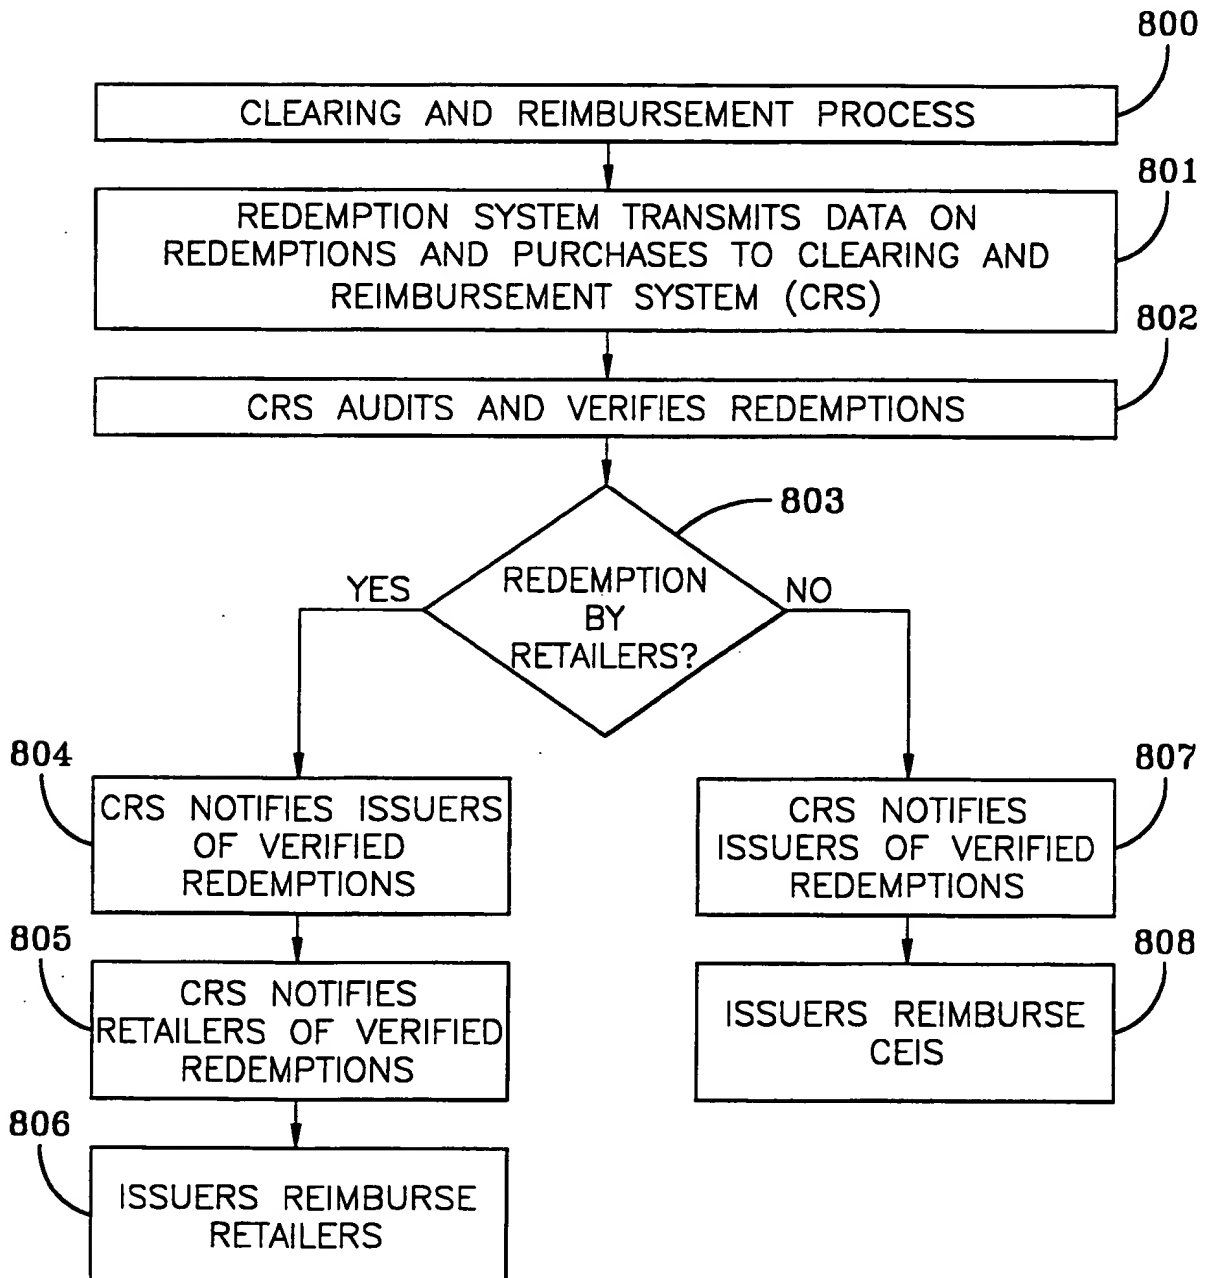 800
CLEARING AND REIMBURSEMENT PROCESS
801
REDEMPTION SYSTEM TRANSMITS DATA ON
REDEMPTIONS AND PURCHASES TO CLEARING AND
REIMBURSEMENT SYSTEM (CRS)
802
CRS AUDITS AND VERIFIES REDEMPTIONS
803
REDEMPTION
BY
RETAILERS?
YES
NO
804
CRS NOTIFIES ISSUERS
OF VERIFIED
REDEMPTIONS
805
CRS NOTIFIES
RETAILERS OF VERIFIED
REDEMPTIONS
806
ISSUERS REIMBURSE
RETAILERS
807
CRS NOTIFIES
ISSUERS OF VERIFIED
REDEMPTIONS
808
ISSUERS REIMBURSE
CEIS